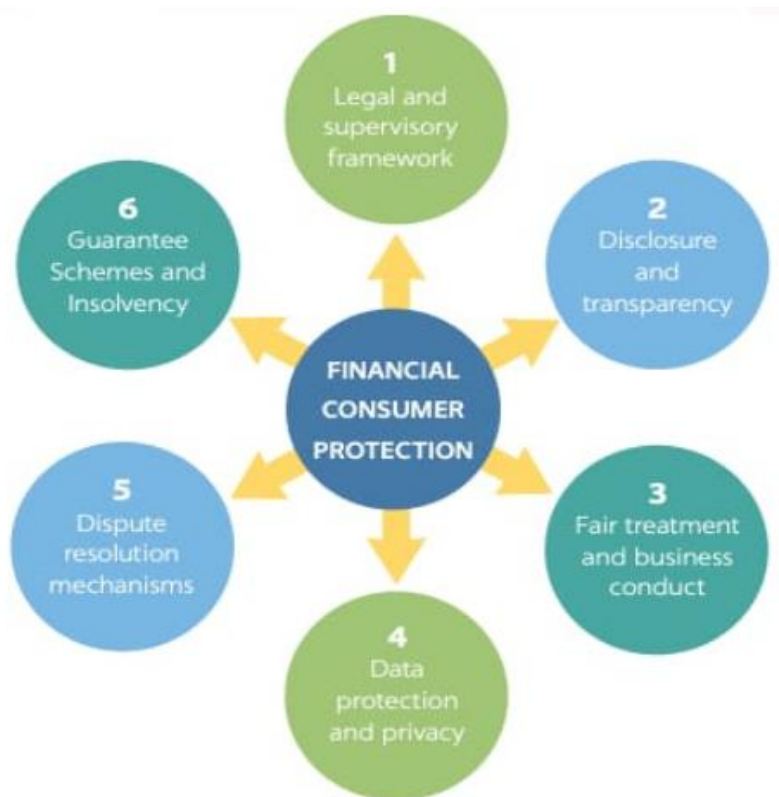 1
Legal and
supervisory
framework
2
Disclosure
and
transparency
3
Fair treatment
and business
conduct
4
Data
protection
and privacy
5
Dispute
resolution
mechanisms
6
Guarantee
Schemes and
Insolvency
FINANCIAL
CONSUMER
PROTECTION